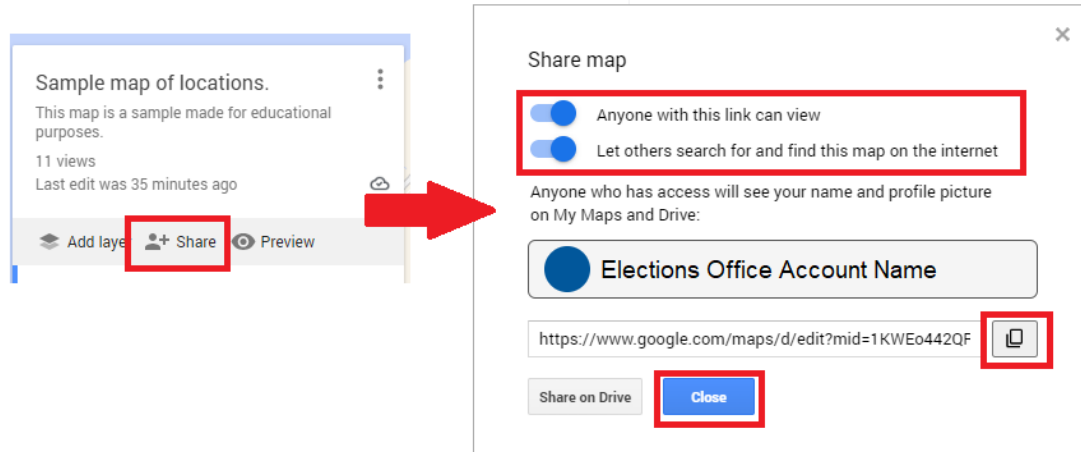 Sample map of locations.
This map is a sample made for educational
purposes.
11 views
Last edit was 35 minutes ago
Add laye Share Preview
Share map
Anyone with this link can view
Let others search for and find this map on the internet
Anyone who has access will see your name and profile picture
on My Maps and Drive:
Elections Office Account Name
https://www.google.com/maps/d/edit?mid=1KWEo442QF
Share on Drive Close